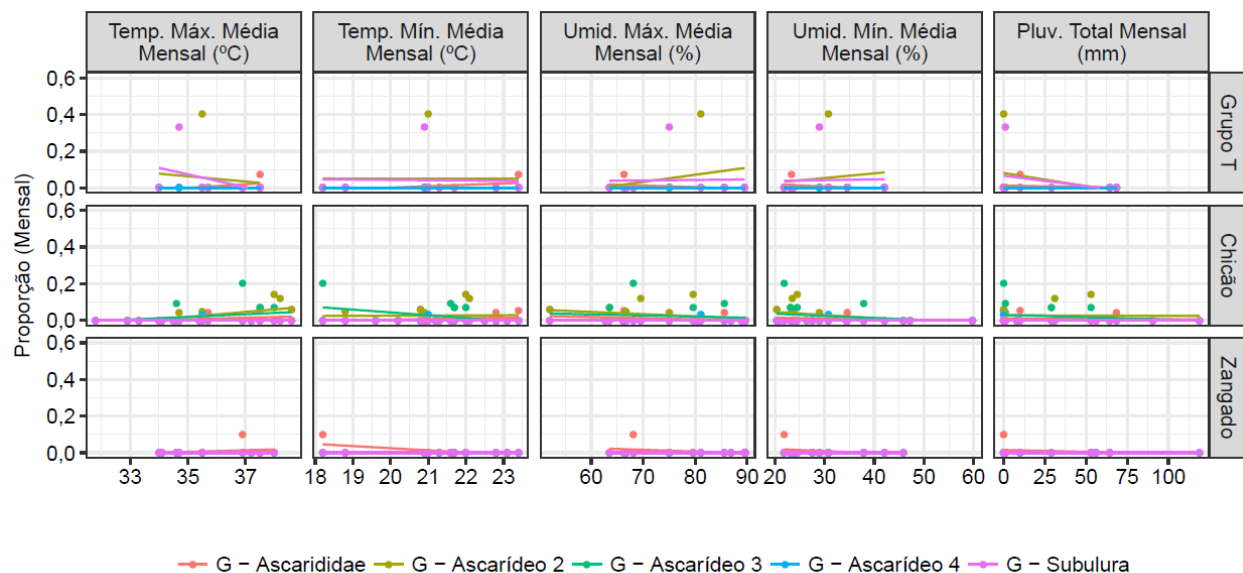 Temp. Máx. Média
Mensal (ºC)
Temp. Mín. Média
Mensal (ºC)
Umid. Máx. Média
Mensal (%)
Umid. Mín. Média
Mensal (%)
Pluv. Total Mensal
(mm)
Proporção (Mensal)
0,6
0,4
0,2
0,0
Grupo T
0,6
0,4
0,2
0,0
Chicão
0,6
0,4
0,2
0,0
Zangado
33 35 37
18 19 20 21 22 23
60 70 80 90
20 30 40 50 60
0 25 50 75 100
G − Ascarididae G − Ascarídeo 2 G − Ascarídeo 3 G − Ascarídeo 4 G − Subulura